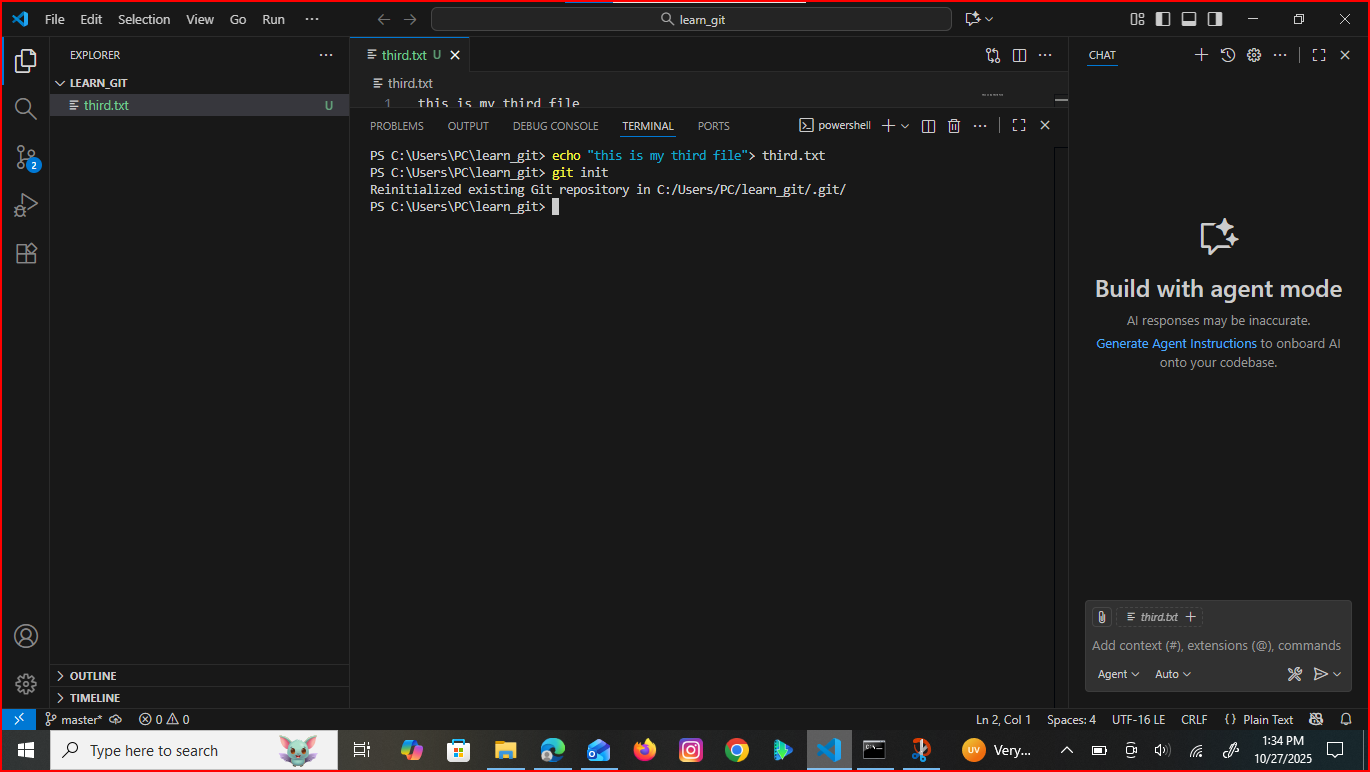 File Edit Selection View Go Run ···
learn_git
EXPLORER ···
LEARN_GIT
third.txt U
2
third.txt U
third.txt
1 this is my third file
PROBLEMS OUTPUT DEBUG CONSOLE TERMINAL PORTS
powershell
PS C:\Users\PC\learn_git> echo "this is my third file"> third.txt
PS C:\Users\PC\learn_git> git init
Reinitialized existing Git repository in C:/Users/PC/learn_git/.git/
PS C:\Users\PC\learn_git>
CHAT
Build with agent mode
AI responses may be inaccurate.
Generate Agent Instructions to onboard AI
onto your codebase.
third.txt
Add context (#), extensions (@), commands
Agent Auto
OUTLINE
TIMELINE
master* 0 0
Ln 2, Col 1 Spaces: 4 UTF-16 LE CRLF {} Plain Text
Type here to search
UV Very...
1:34 PM
10/27/2025